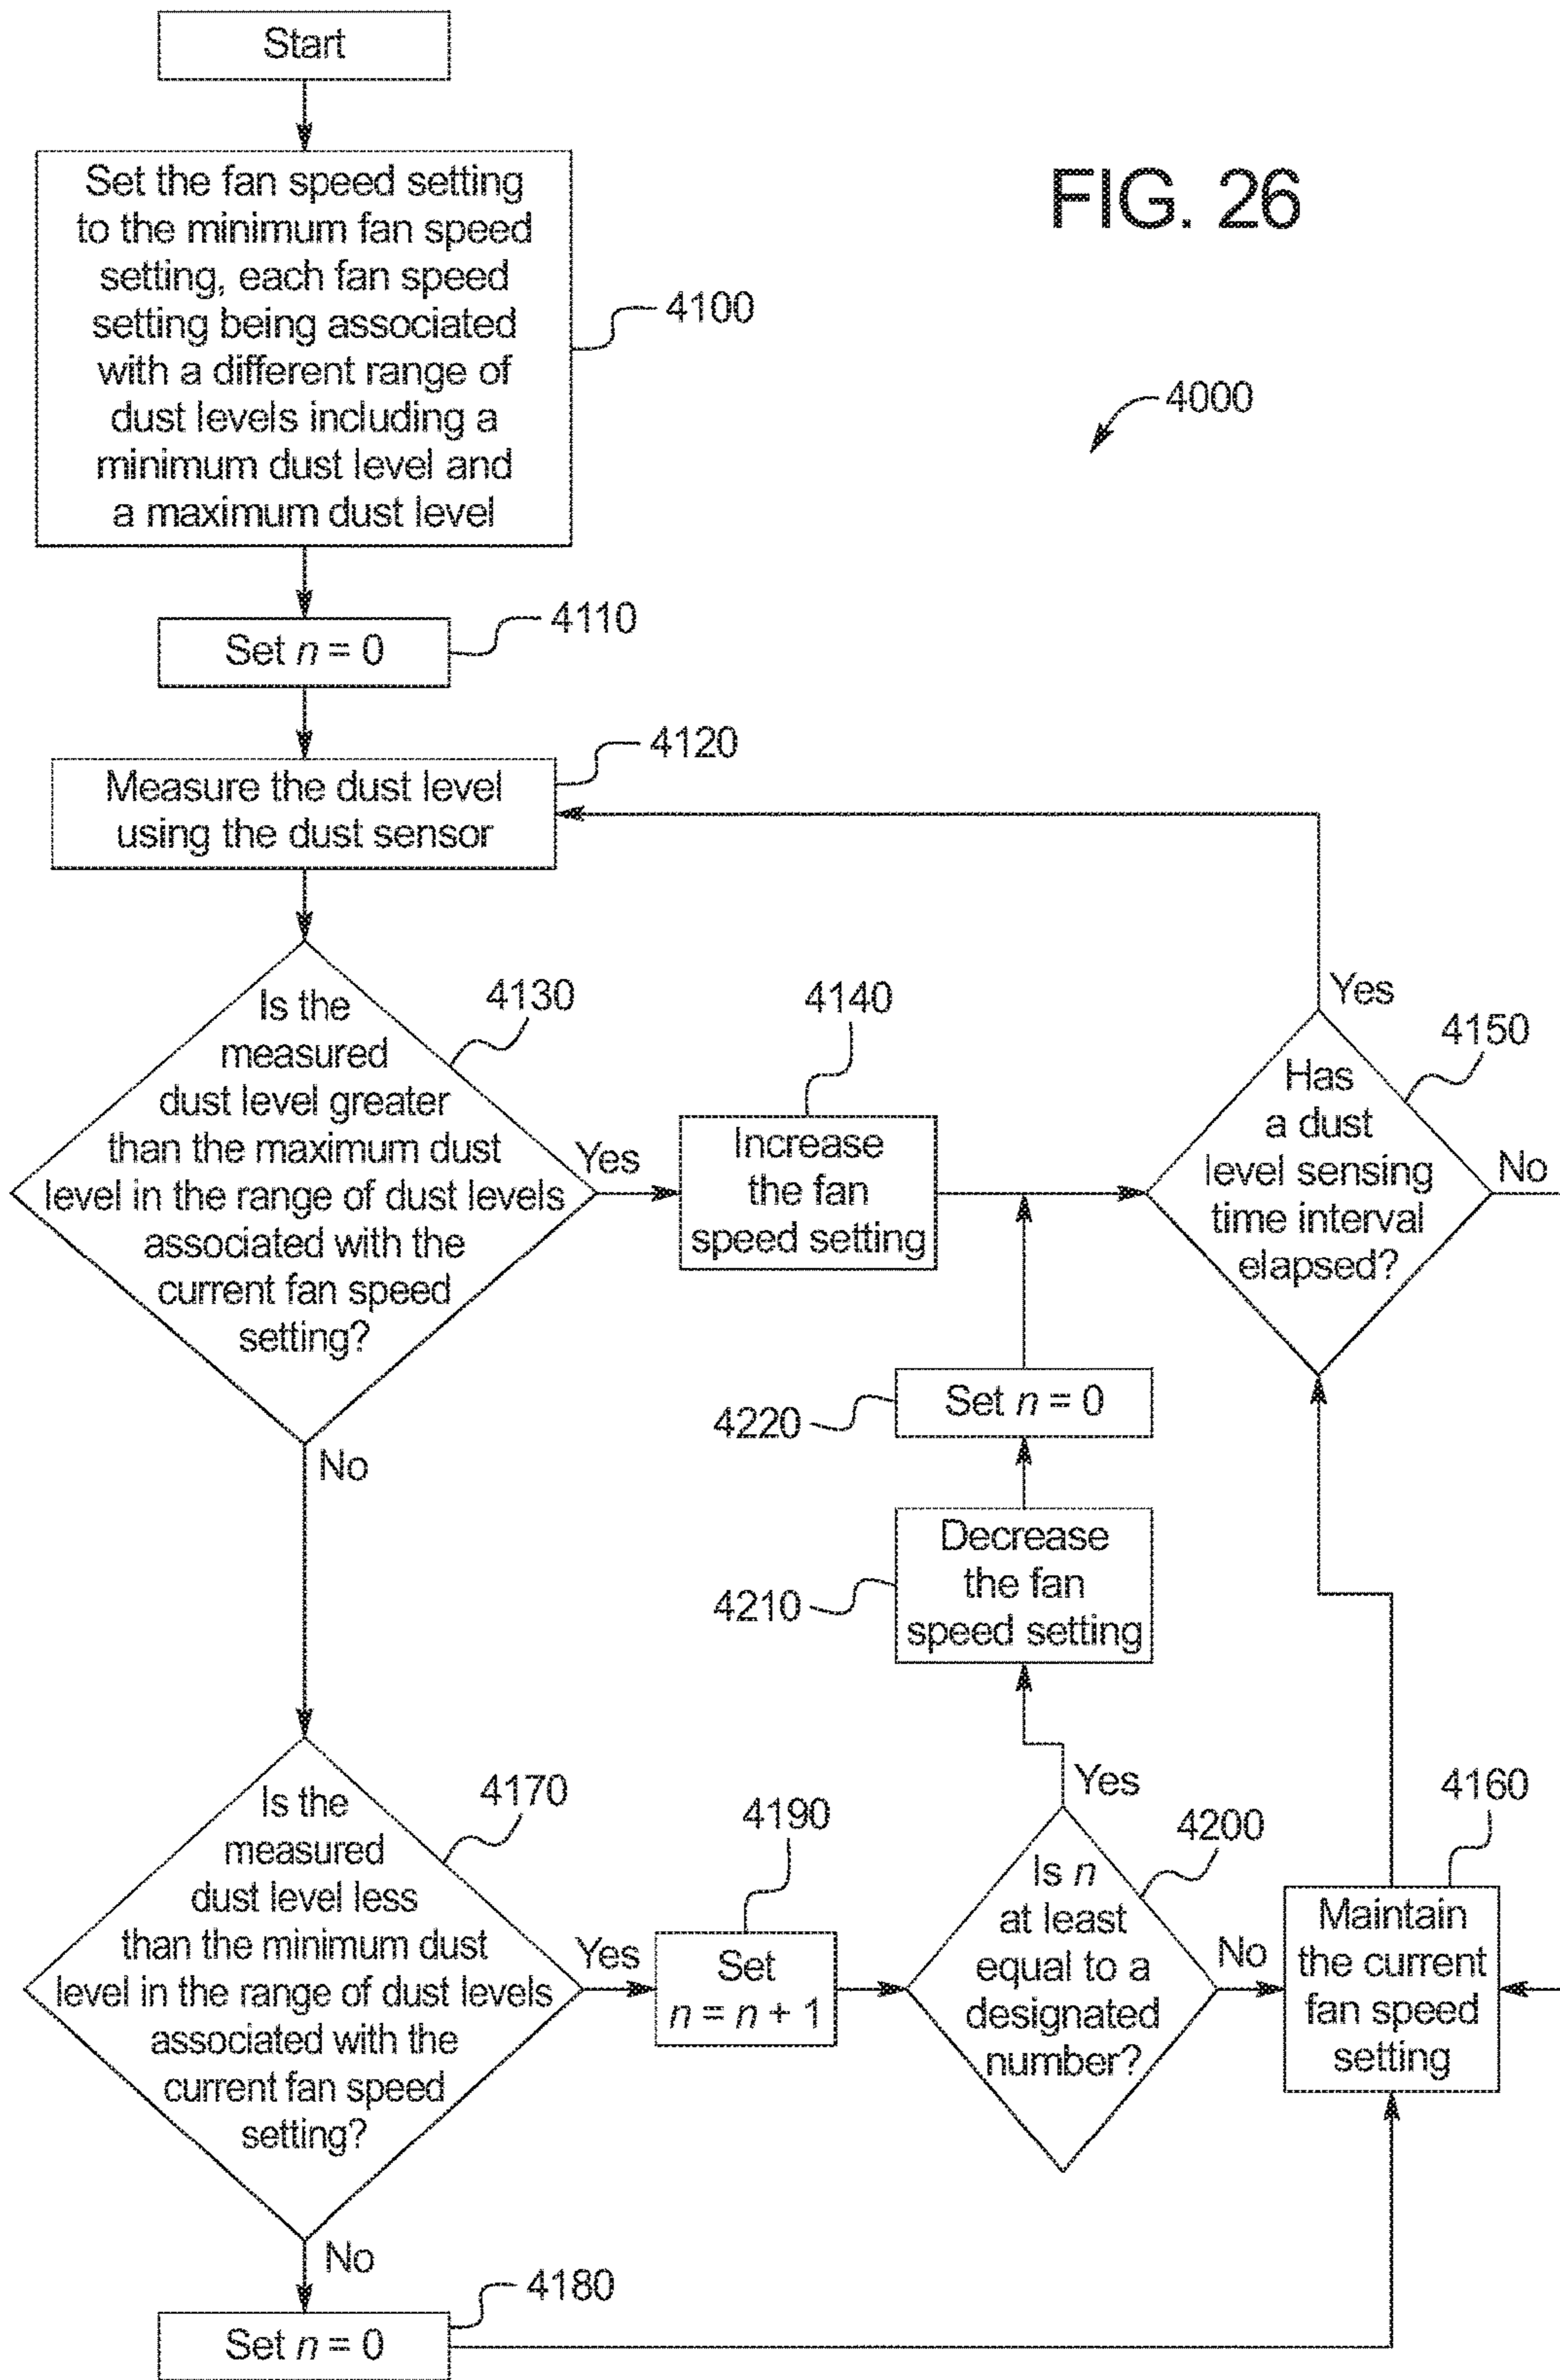 Start
FIG. 26
Set the fan speed setting
to the minimum fan speed
setting, each fan speed
setting being associated
with a different range of
dust levels including a
minimum dust level and
a maximum dust level
4100
4000
4110
Set n = 0
4120
Measure the dust level
using the dust sensor
4130
Is the
measured
dust level greater
than the maximum dust
level in the range of dust levels
associated with the
current fan speed
setting?
Yes
No
4140
Increase
the fan
speed setting
Yes
4150
Has
a dust
level sensing
time interval
elapsed?
No
4220
Set n = 0
4210
Decrease
the fan
speed setting
4170
Is the
measured
dust level less
than the minimum dust
level in the range of dust levels
associated with the
current fan speed
setting?
Yes
No
4190
Set
n = n + 1
Yes
4200
Is n
at least
equal to a
designated
number?
No
4160
Maintain
the current
fan speed
setting
4180
Set n = 0